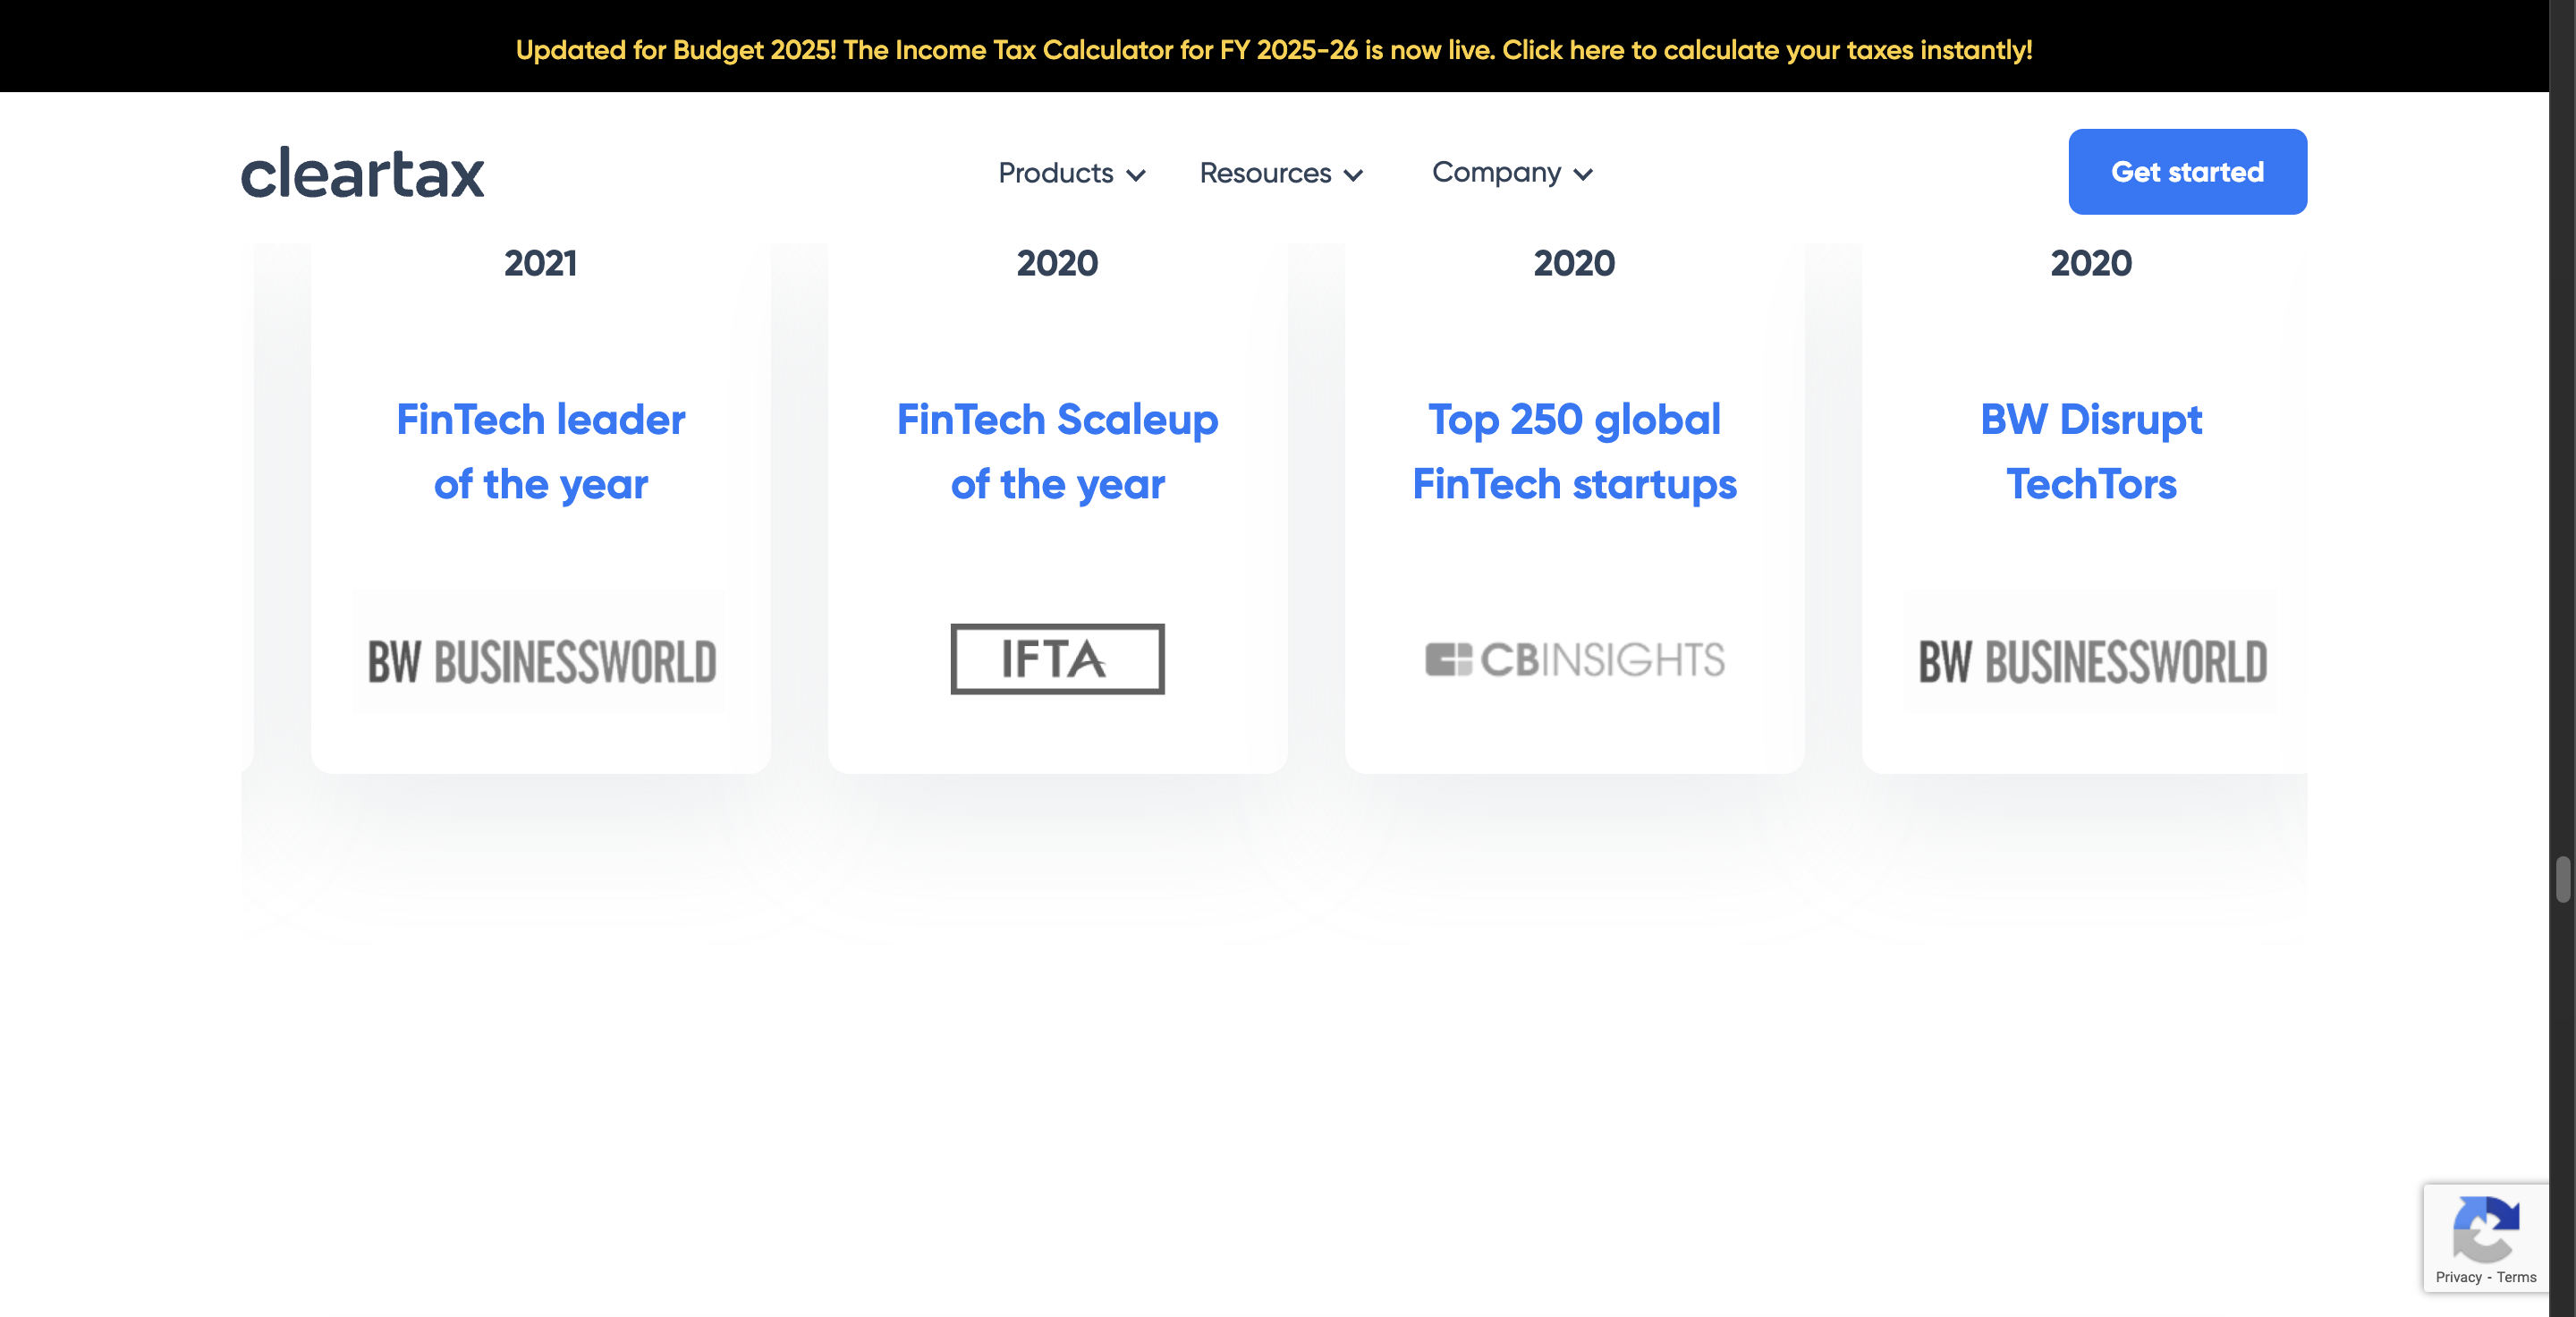 Updated for Budget 2025! The Income Tax Calculator for FY 2025-26 is now live. Click here to calculate your taxes instantly!
cleartax
Products
Resources
Company
Get started
2021
FinTech leader
of the year
BW BUSINESSWORLD
2020
FinTech Scaleup
of the year
IFTA
2020
Top 250 global
FinTech startups
CBINSIGHTS
2020
BW Disrupt
TechTors
BW BUSINESSWORLD
Privacy - Terms